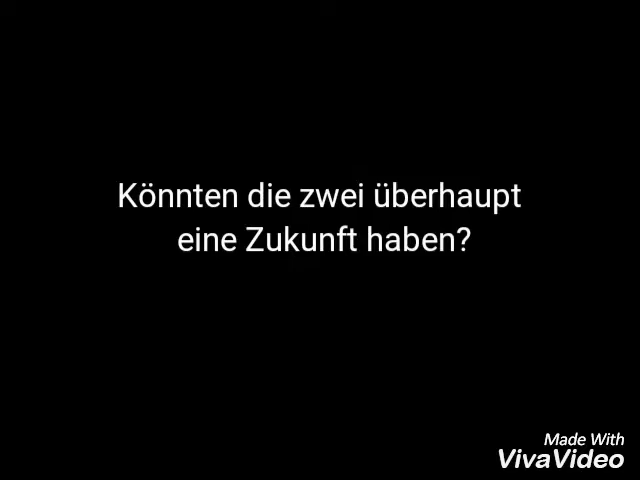 Könnten die zwei überhaupt
eine Zukunft haben?
Made With
VivaVideo